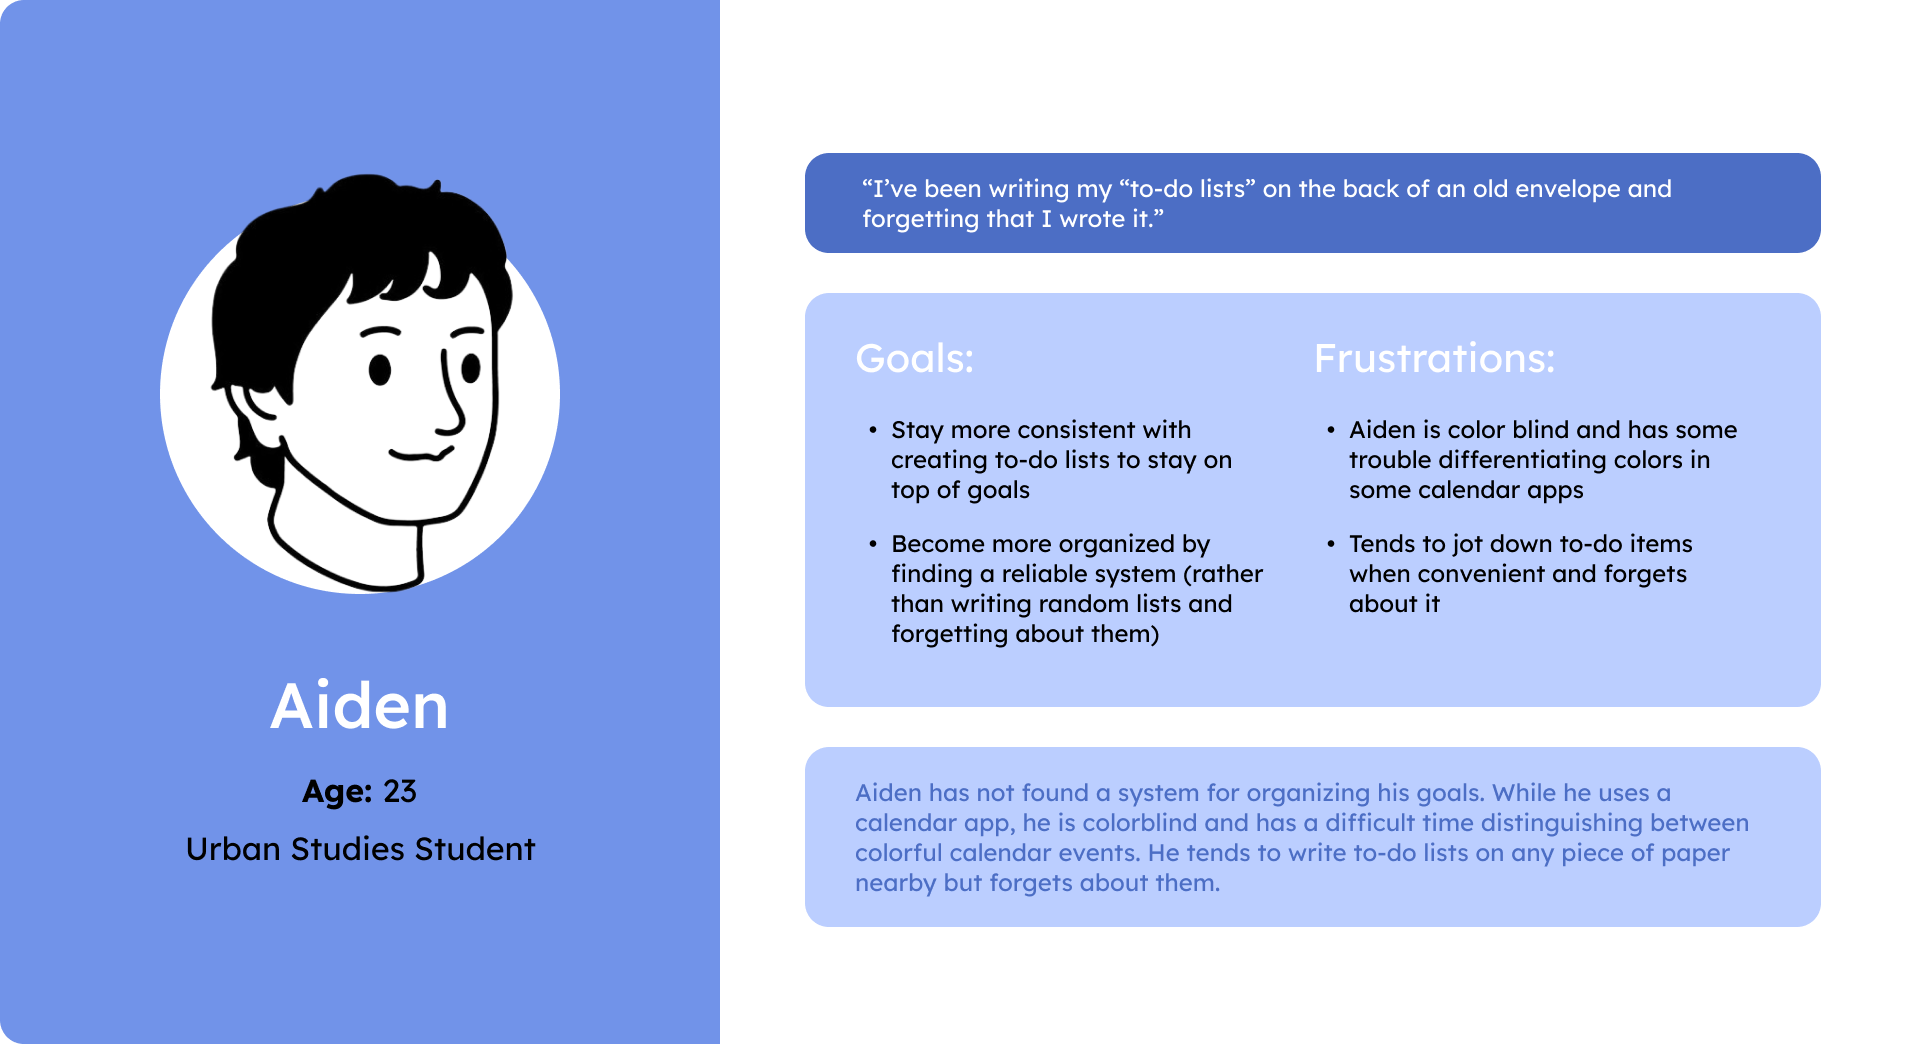 Aiden
Age: 23
Urban Studies Student
“I’ve been writing my “to-do lists” on the back of an old envelope and
forgetting that I wrote it.”
Goals:
• Stay more consistent with
creating to-do lists to stay on
top of goals
• Become more organized by
finding a reliable system (rather
than writing random lists and
forgetting about them)
Frustrations:
• Aiden is color blind and has some
trouble differentiating colors in
some calendar apps
• Tends to jot down to-do items
when convenient and forgets
about it
Aiden has not found a system for organizing his goals. While he uses a
calendar app, he is colorblind and has a difficult time distinguishing between
colorful calendar events. He tends to write to-do lists on any piece of paper
nearby but forgets about them.